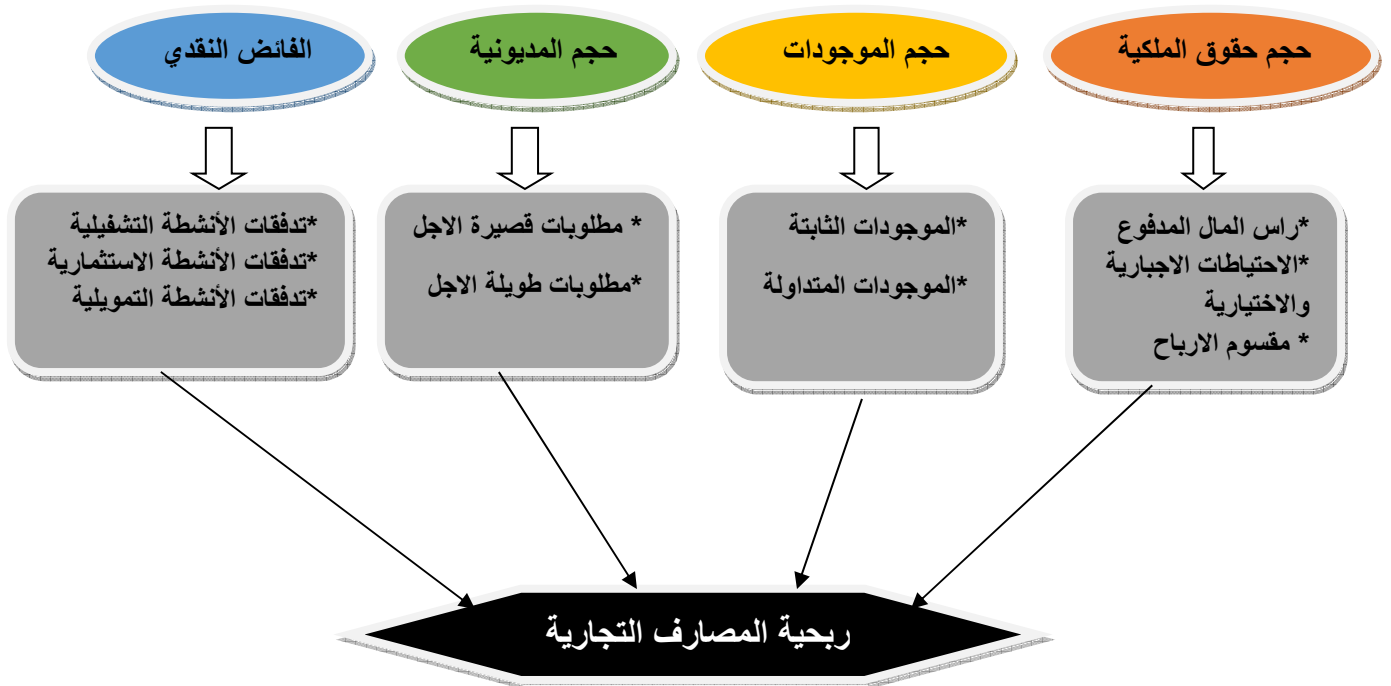 حجم حقوق الملكية
حجم الموجودات
حجم المديونية
الفائض النقدي
*راس المال المدفوع
*الاحتياطات الاجبارية
والاختيارية
* مقسوم الارباح
*الموجودات الثابتة
*الموجودات المتداولة
* مطلوبات قصيرة الاجل
*مطلوبات طويلة الاجل
*تدفقات الأنشطة التشغيلية
*تدفقات الأنشطة الاستثمارية
*تدفقات الأنشطة التمويلية
ربحية المصارف التجارية